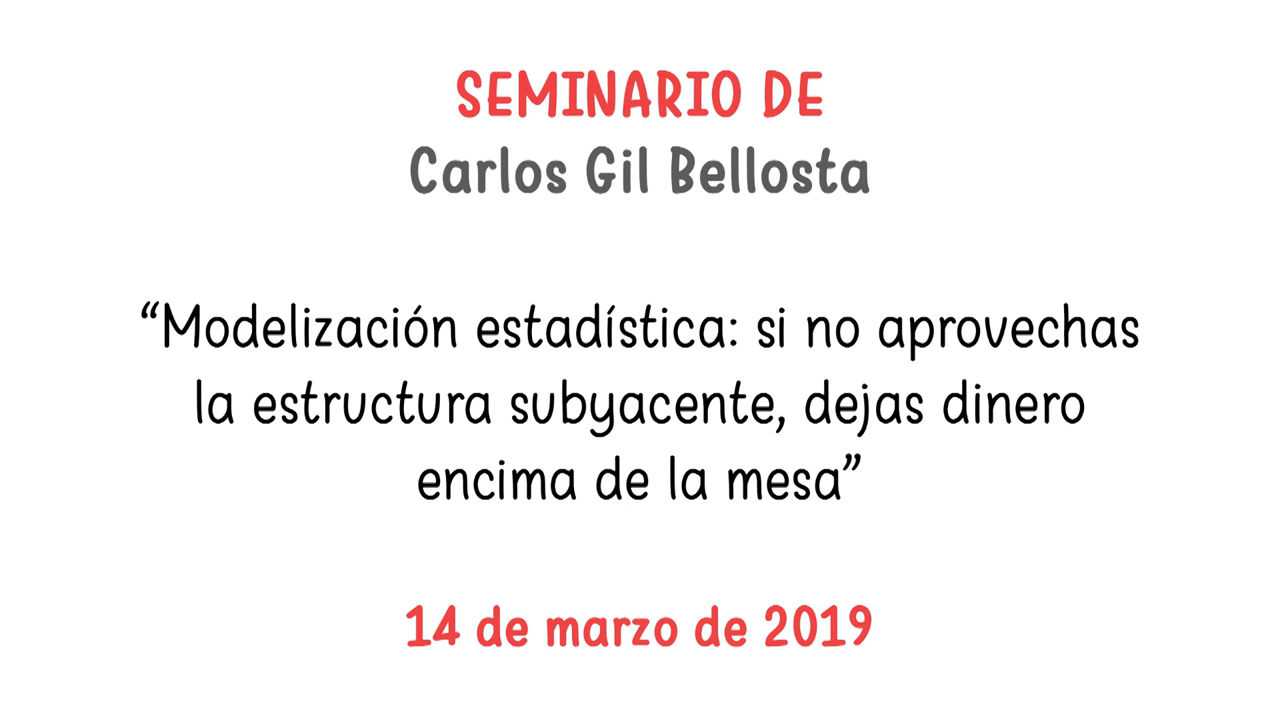 SEMINARIO DE
Carlos Gil Bellosta
“Modelización estadística: si no aprovechas
la estructura subyacente, dejas dinero
encima de la mesa”
14 de marzo de 2019